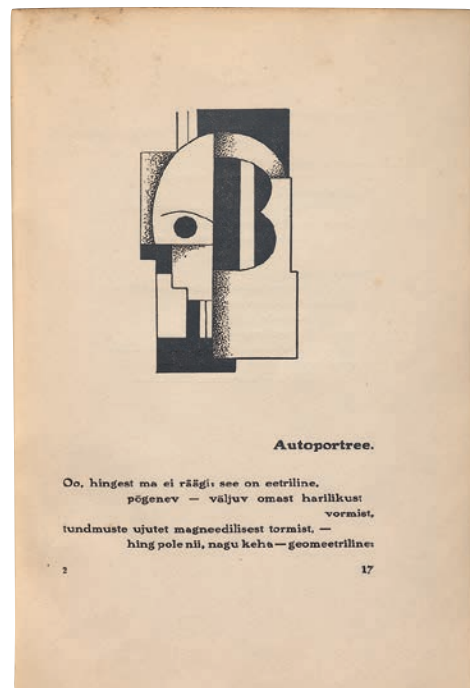 B
Autoportree.
Oo, hingest ma ei räägi: see on eetriline,
põgenev — väljuv omast harilikust
vormist,
tundmuste ujutet magneedilisest tormist, —
hing pole nii, nagu keha — geomeetriline:
2 17